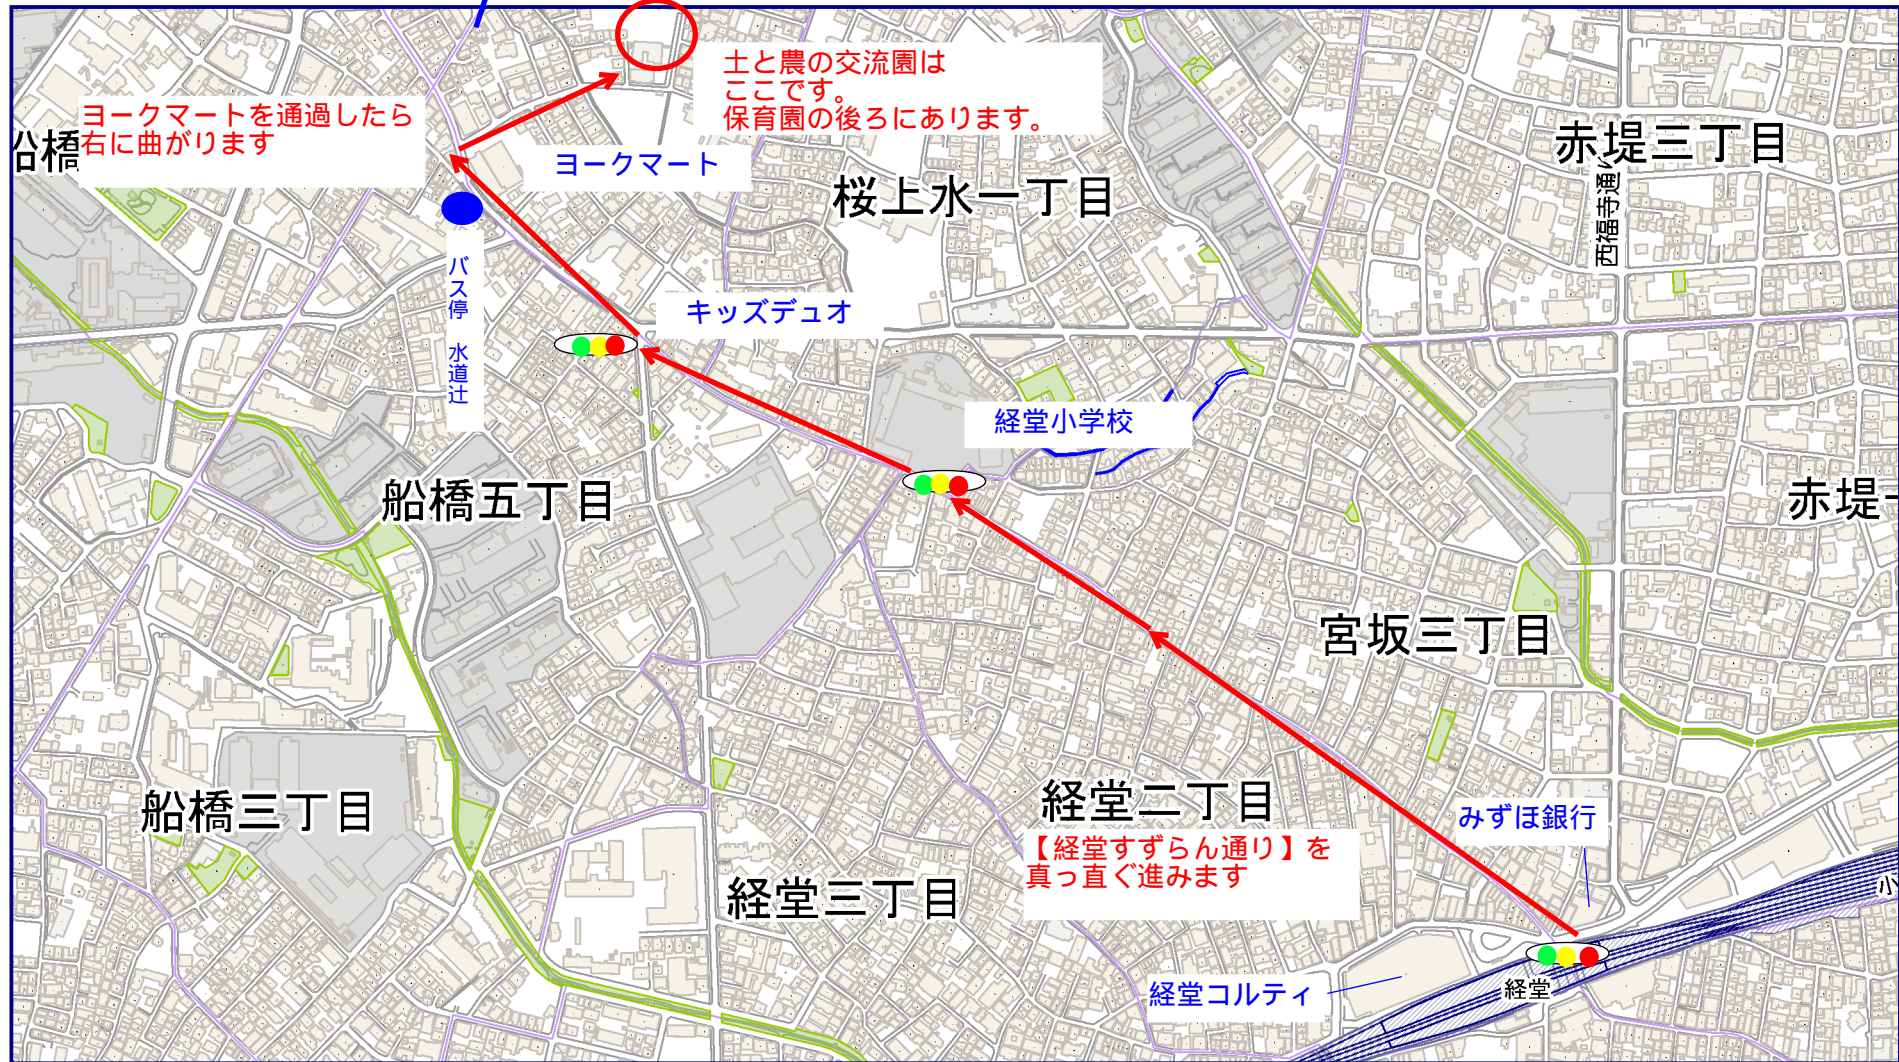 土と農の交流園は
ここです。
保育園の後ろにあります。
ヨークマートを通過したら
右に曲がります
船橋
ヨークマート
赤堤三丁目
桜上水一丁目
西福寺通り
バス停 水道辻
キッズデュオ
経堂小学校
船橋五丁目
赤堤
宮坂三丁目
船橋三丁目
経堂二丁目
みずほ銀行
【経堂すずらん通り】を
真っ直ぐ進みます
経堂三丁目
小
経堂
経堂コルティ